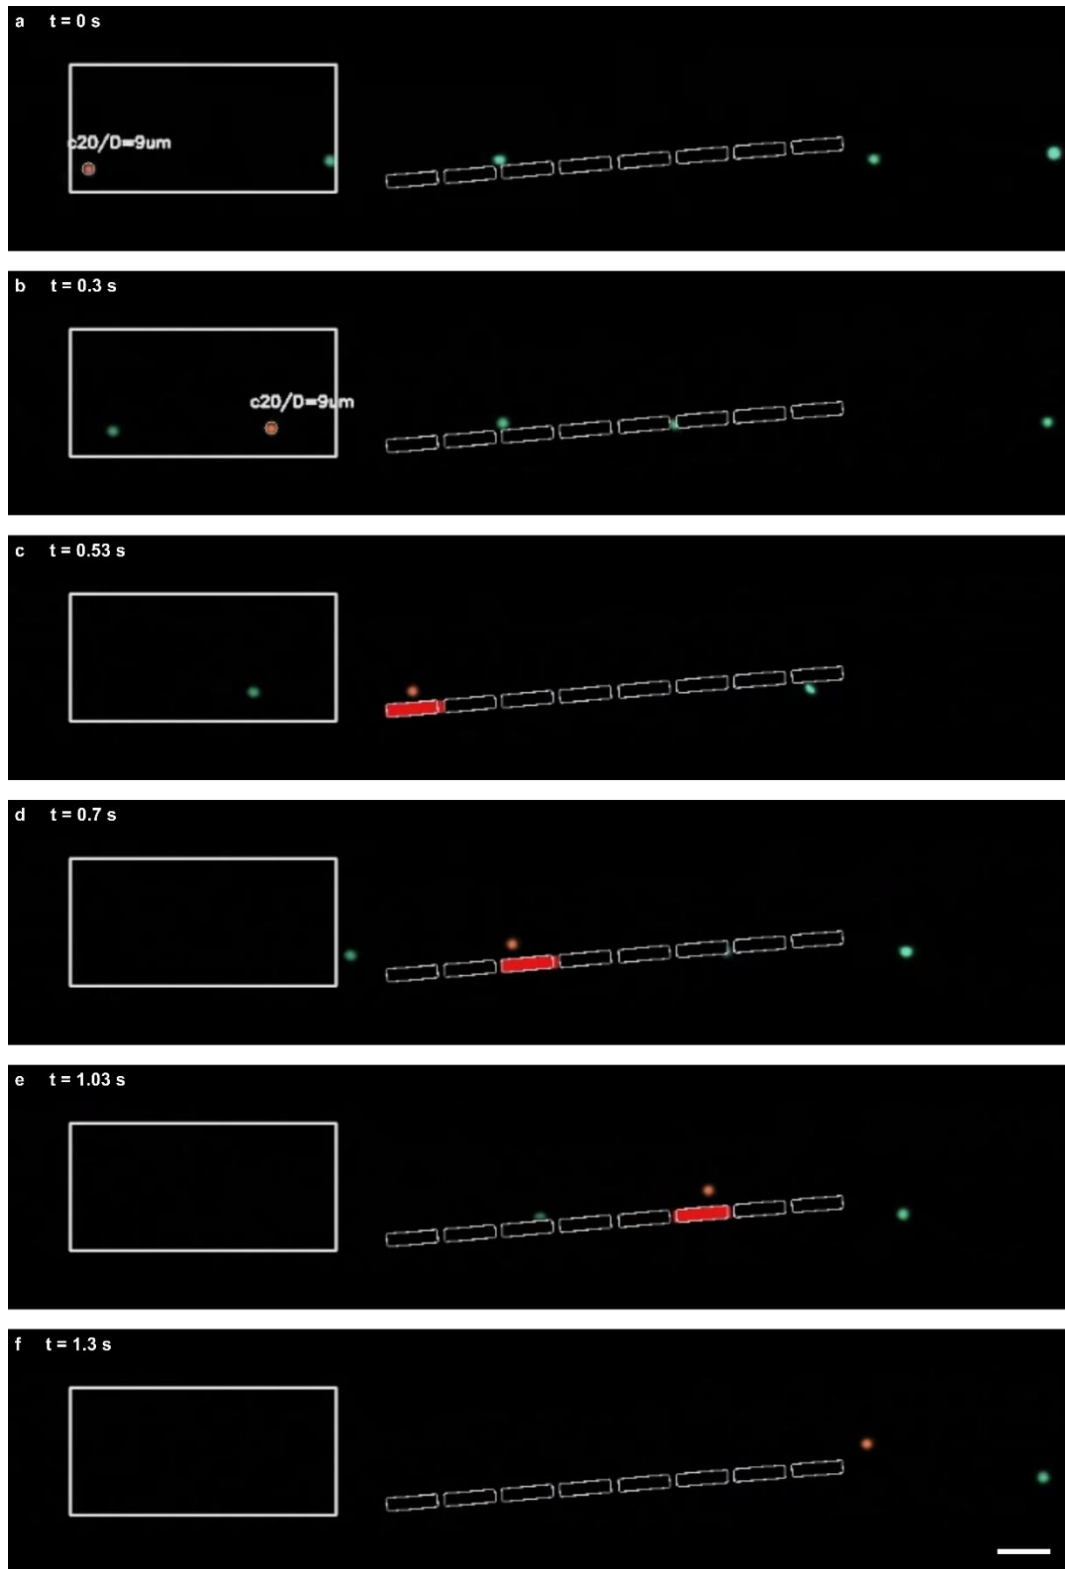 a t = 0 s
c20/D=9um
b t = 0.3 s
c20/D=9um
c t = 0.53 s
d t = 0.7 s
e t = 1.03 s
f t = 1.3 s